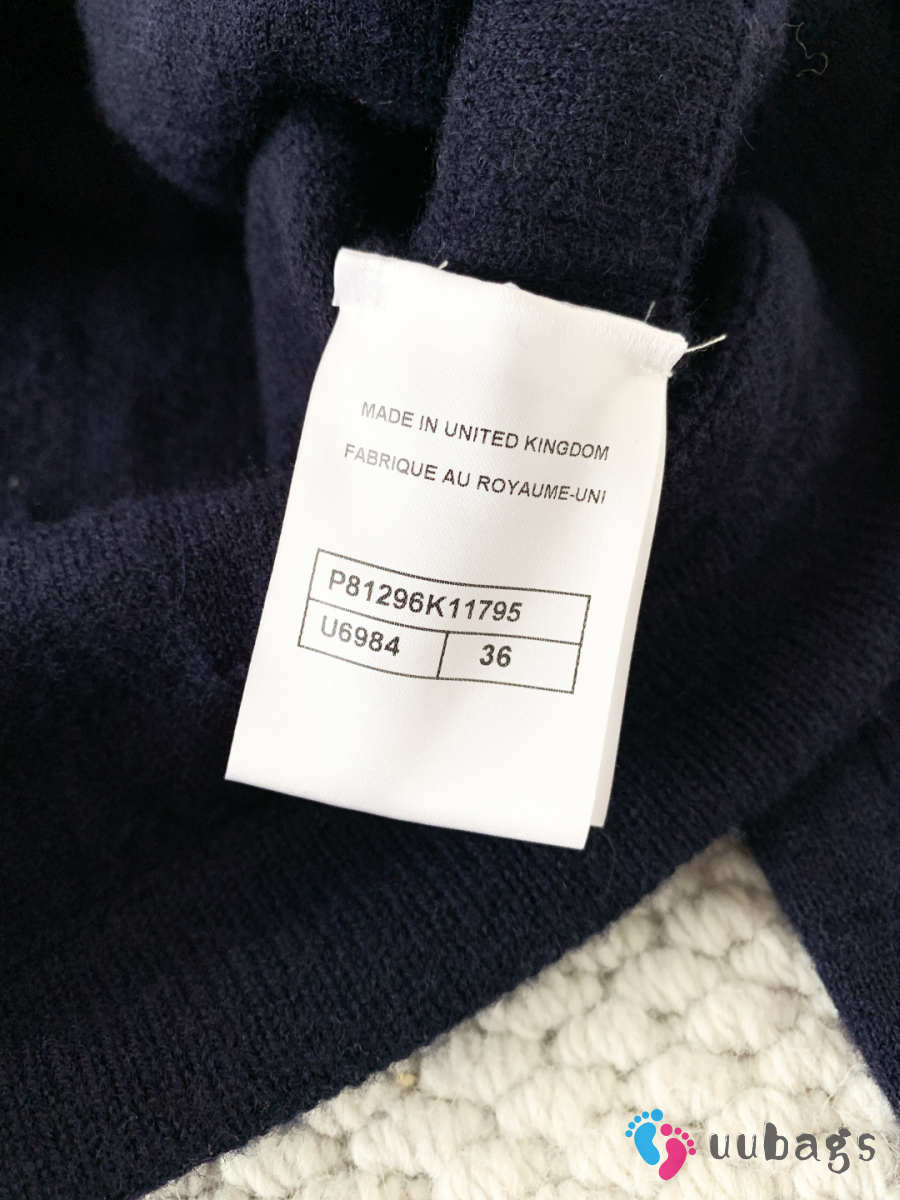 MADE IN UNITED KINGDOM
FABRIQUE AU ROYAUME-UNI
P81296K11795
U6984 36
uubags